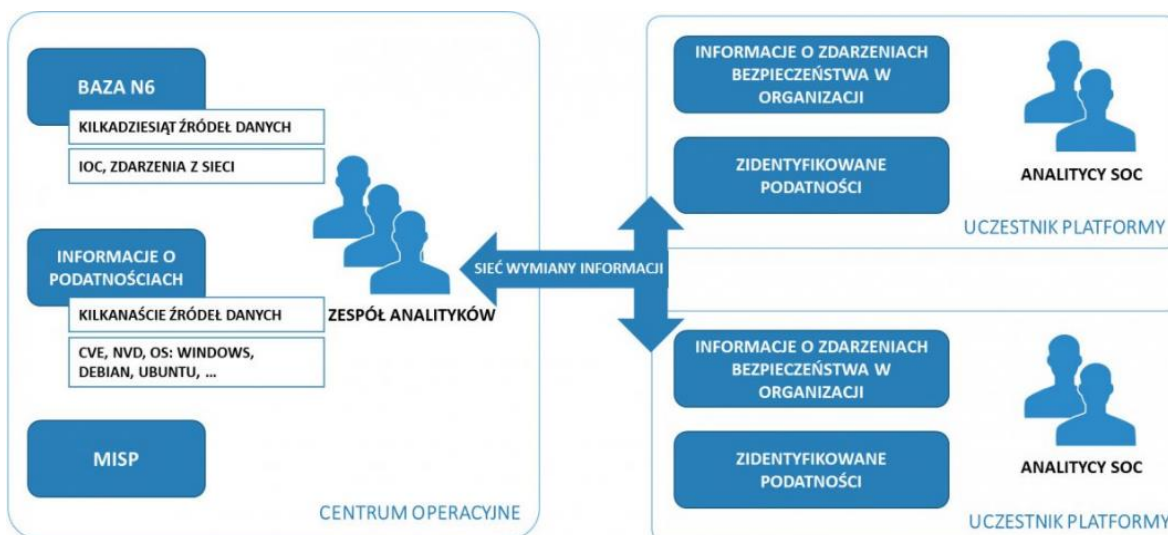 BAZA N6
KILKADZIESIĄT ŹRÓDEŁ DANYCH
IOC, ZDARZENIA Z SIECI
INFORMACJE O
PODATNOŚCIACH
KILKANAŚCIE ŹRÓDEŁ DANYCH
CVE, NVD, OS: WINDOWS,
DEBIAN, UBUNTU, ...
MISP
ZESPÓŁ ANALITYKÓW
CENTRUM OPERACYJNE
SIEĆ WYMIANY INFORMACJI
INFORMACJE O ZDARZENIACH
BEZPIECZEŃSTWA W
ORGANIZACJI
ZIDENTYFIKOWANE
PODATNOŚCI
ANALITYCY SOC
UCZESTNIK PLATFORMY
INFORMACJE O ZDARZENIACH
BEZPIECZEŃSTWA W
ORGANIZACJI
ZIDENTYFIKOWANE
PODATNOŚCI
ANALITYCY SOC
UCZESTNIK PLATFORMY